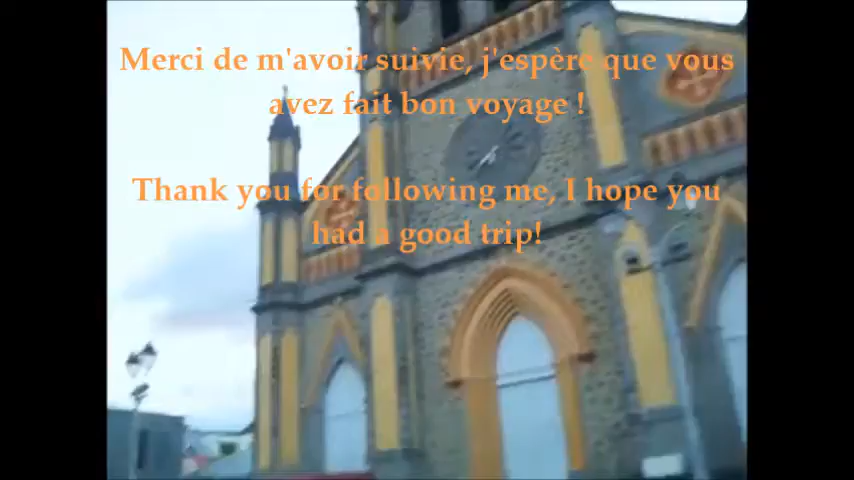 Merci de m'avoir suivie, j'espère que vous
avez fait bon voyage !
Thank you for following me, I hope you
had a good trip!